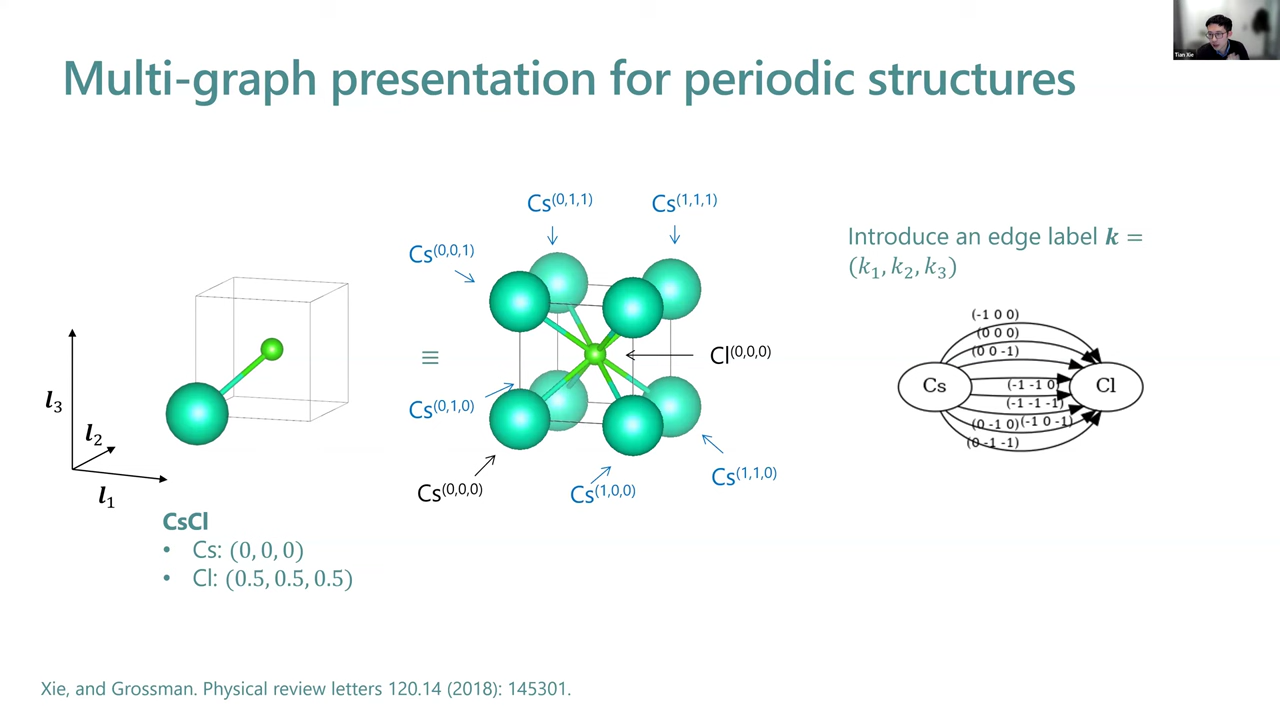 Multi-graph presentation for periodic structures
Tian Xie
Cs(0,1,1)
Cs(1,1,1)
Cs(0,0,1)
Introduce an edge label k =
(k1, k2, k3)
l3
l2
l1
≡
Cl(0,0,0)
Cs(0,1,0)
Cs(0,0,0)
Cs(1,0,0)
Cs(1,1,0)
(-1 0 0)
(0 0 0)
(0 0 -1)
Cs
(-1 -1 0)
Cl
(-1 -1 -1)
(0 -1 0)
(-1 0 -1)
(0 -1 -1)
CsCl
• Cs: (0, 0, 0)
• Cl: (0.5, 0.5, 0.5)
Xie, and Grossman. Physical review letters 120.14 (2018): 145301.